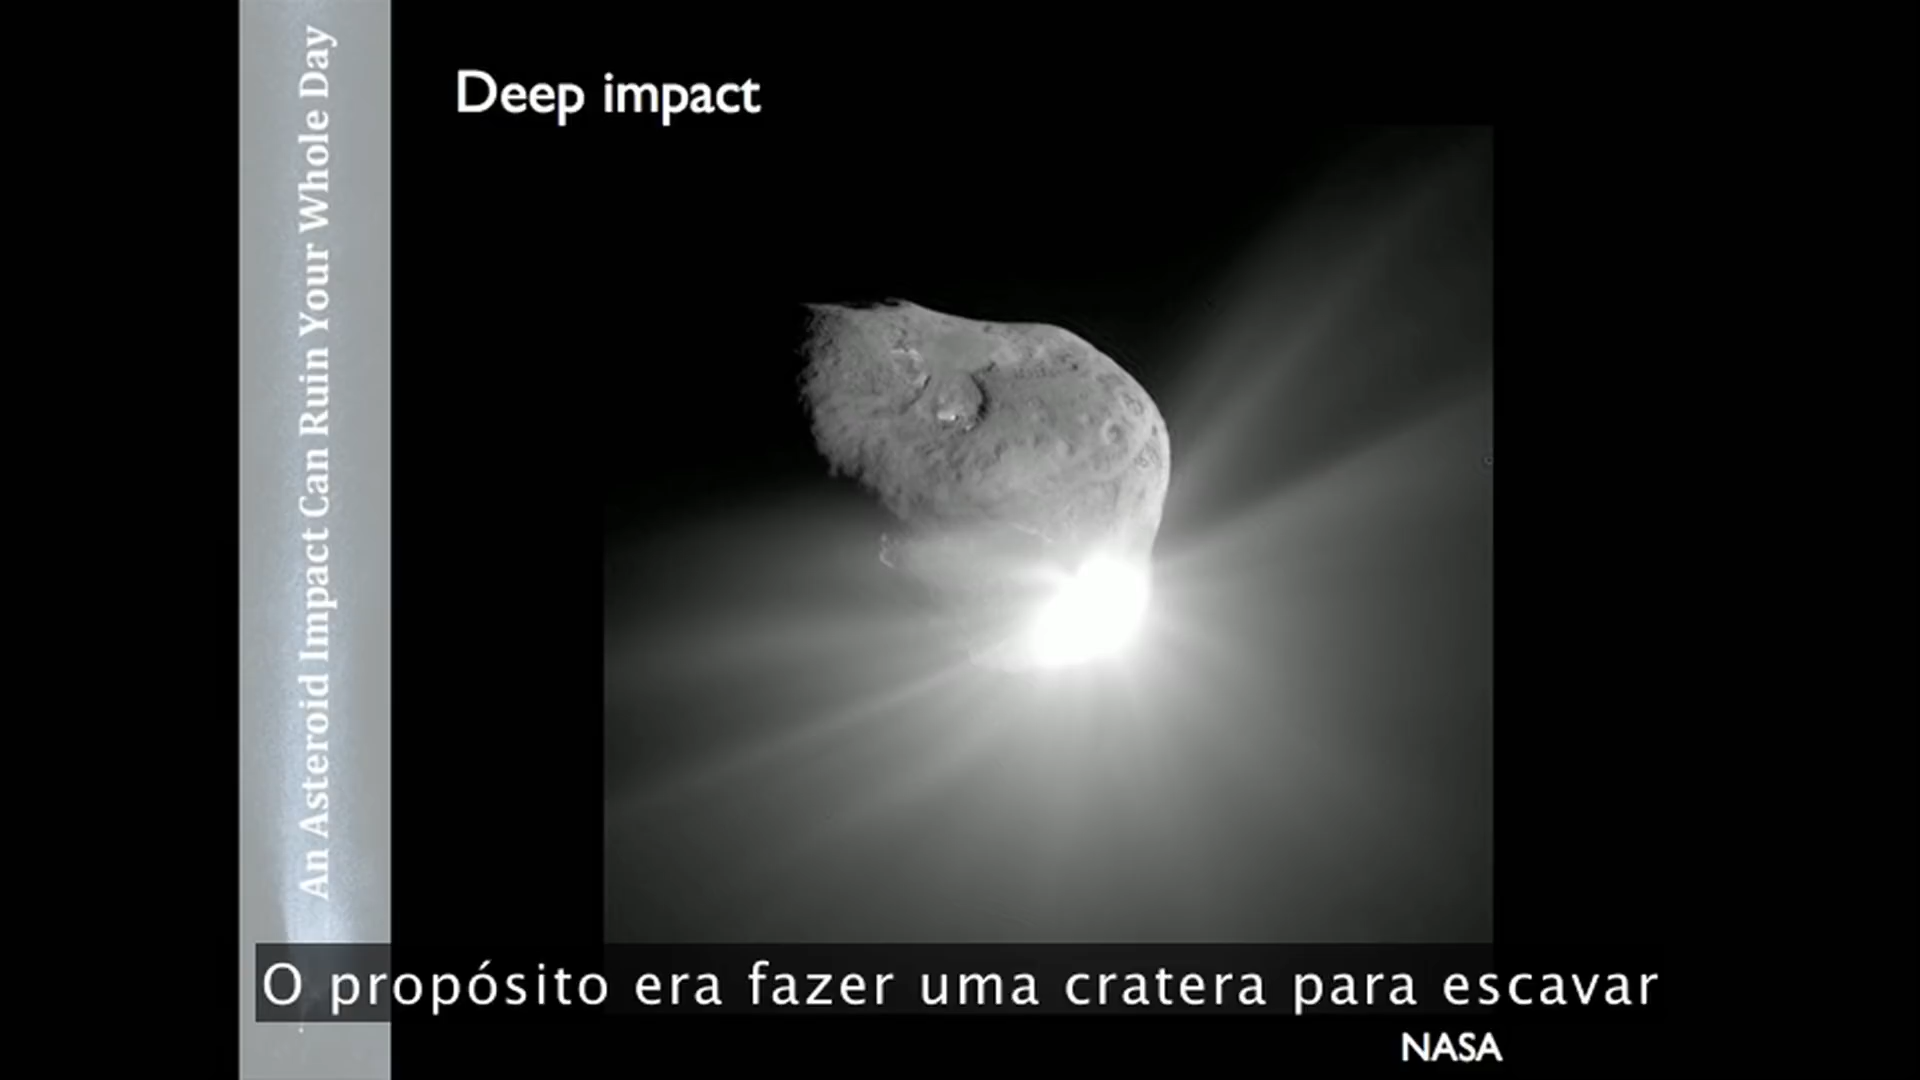 An Asteroid Impact Can Ruin Your Whole Day
Deep impact
O propósito era fazer uma cratera para escavar
NASA